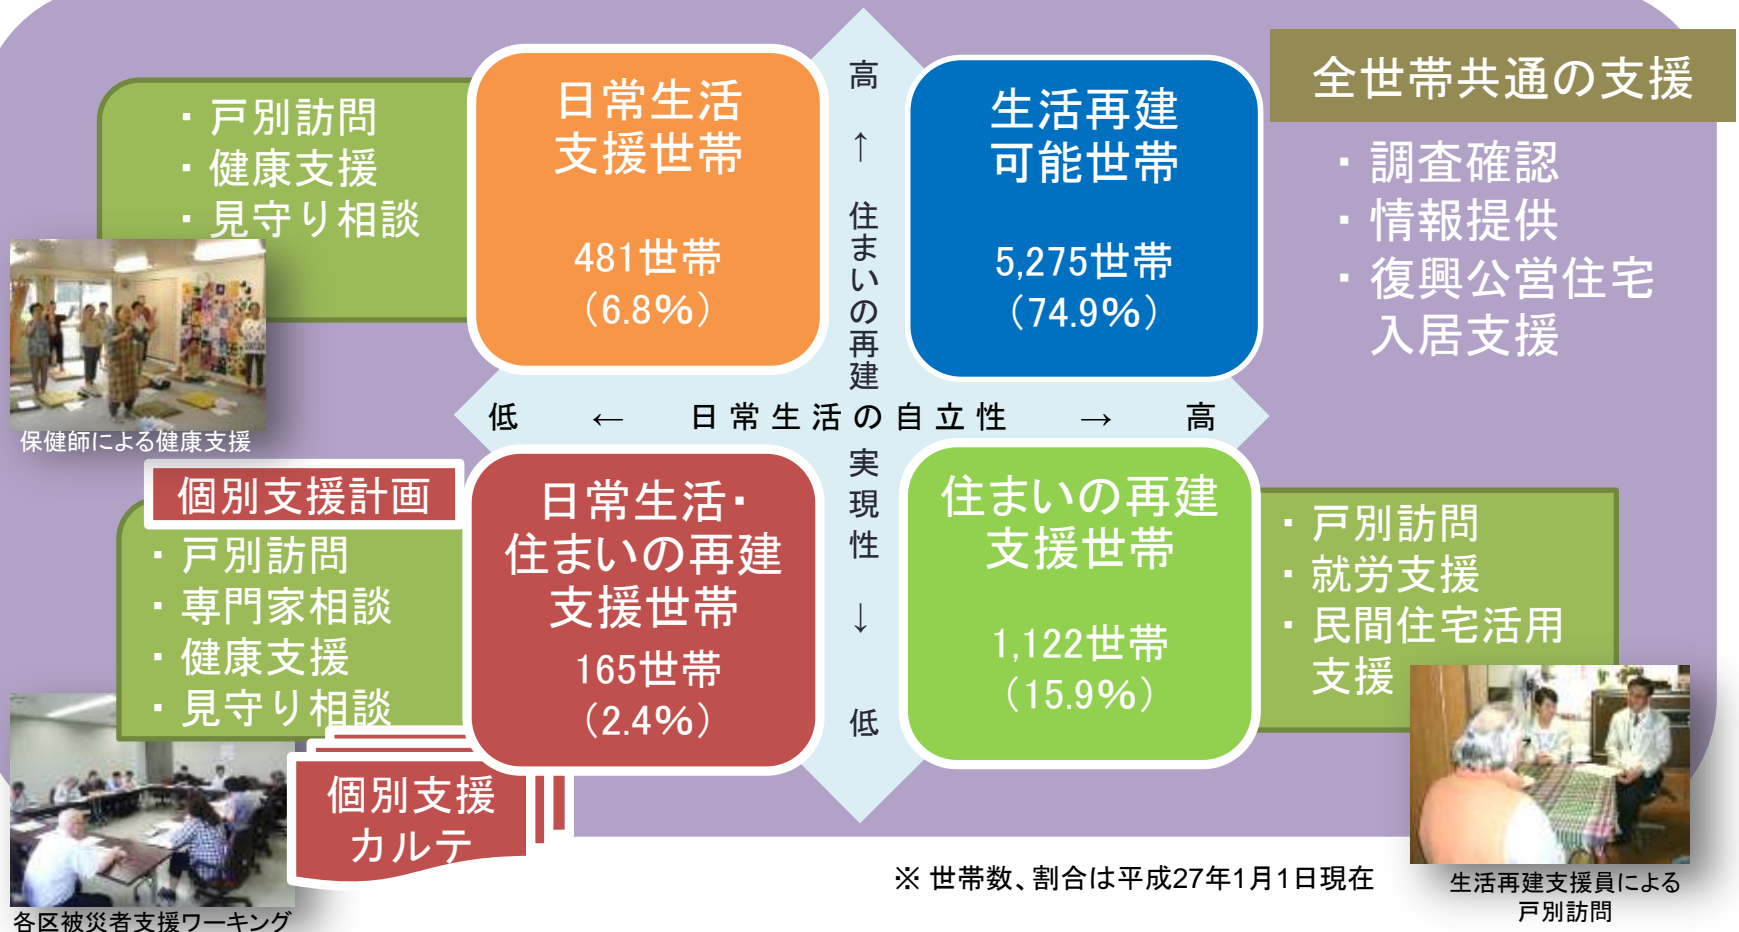 ・戸別訪問
・健康支援
・見守り相談
保健師による健康支援
日常生活
支援世帯
481世帯
（6.8%）
高 ↑ 住まいの再建実現性 ↓ 低
生活再建
可能世帯
5,275世帯
（74.9%）
全世帯共通の支援
・調査確認
・情報提供
・復興公営住宅
入居支援
低 ← 日常生活の自立性 → 高
個別支援計画
・戸別訪問
・専門家相談
・健康支援
・見守り相談
日常生活・
住まいの再建
支援世帯
165世帯
（2.4%）
個別支援
カルテ
各区被災者支援ワーキング
住まいの再建
支援世帯
1,122世帯
（15.9%）
・戸別訪問
・就労支援
・民間住宅活用
支援
生活再建支援員による
戸別訪問
※ 世帯数、割合は平成27年1月1日現在